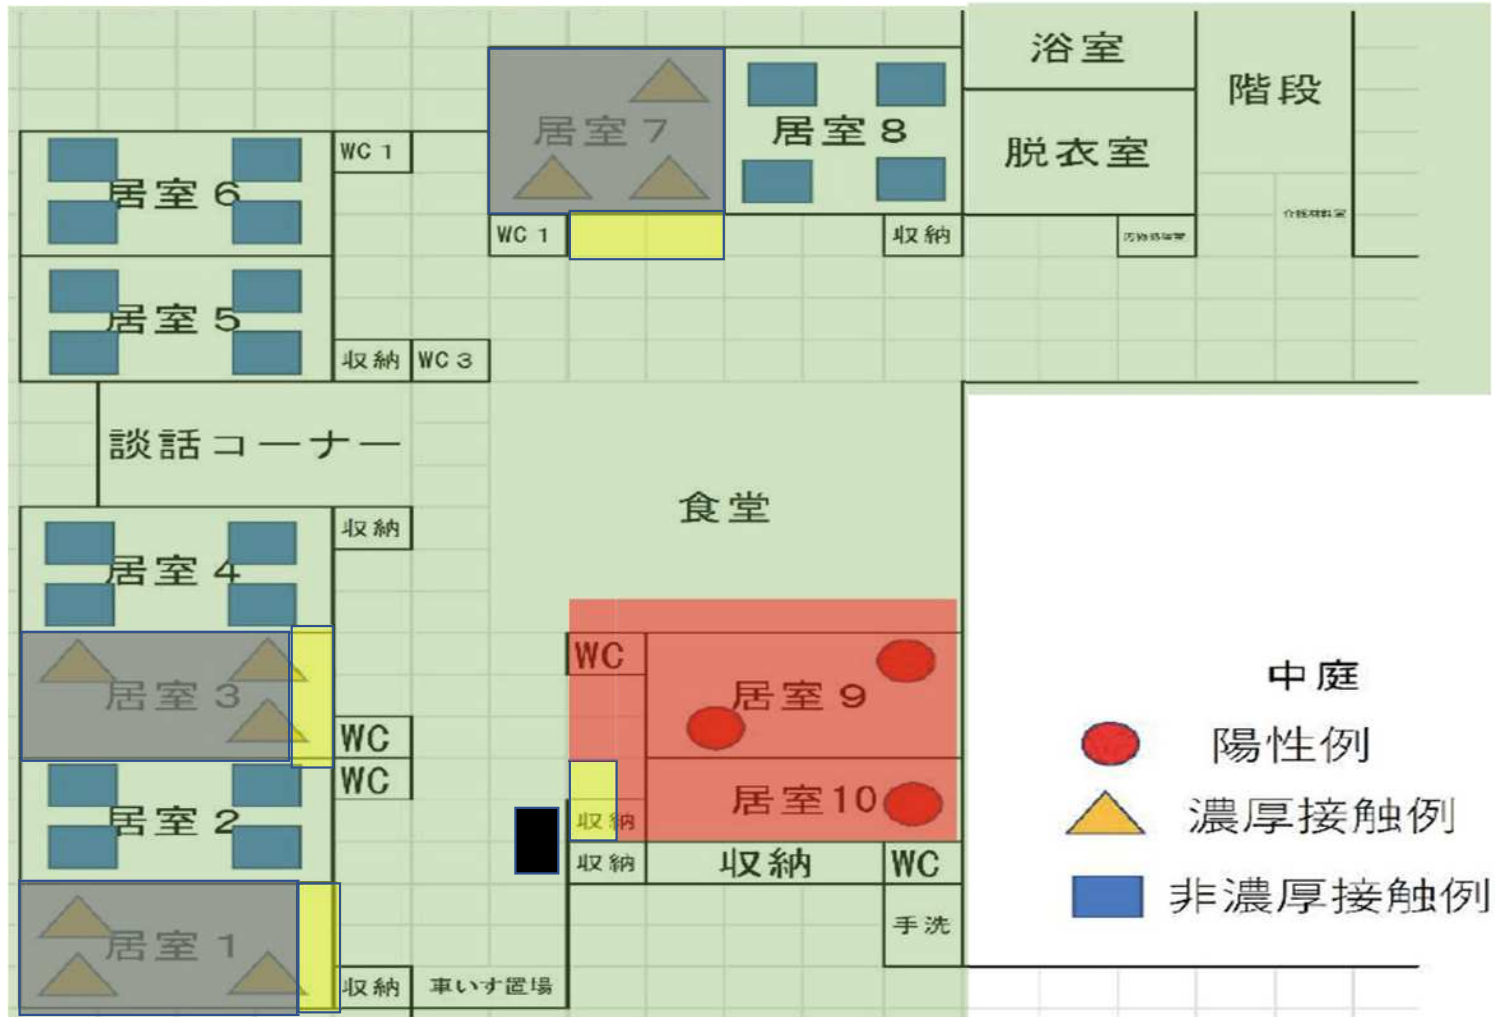 浴室
階段
居室7
居室8
脱衣室
WC 1
居室6
WC 1
収納
居室5
収納
WC 3
談話コーナー
食堂
収納
居室4
WC
居室3
居室9
中庭
WC
陽性例
WC
居室10
居室2
収納
濃厚接触例
収納
収納
WC
非濃厚接触例
居室1
手洗
収納
車いす置場